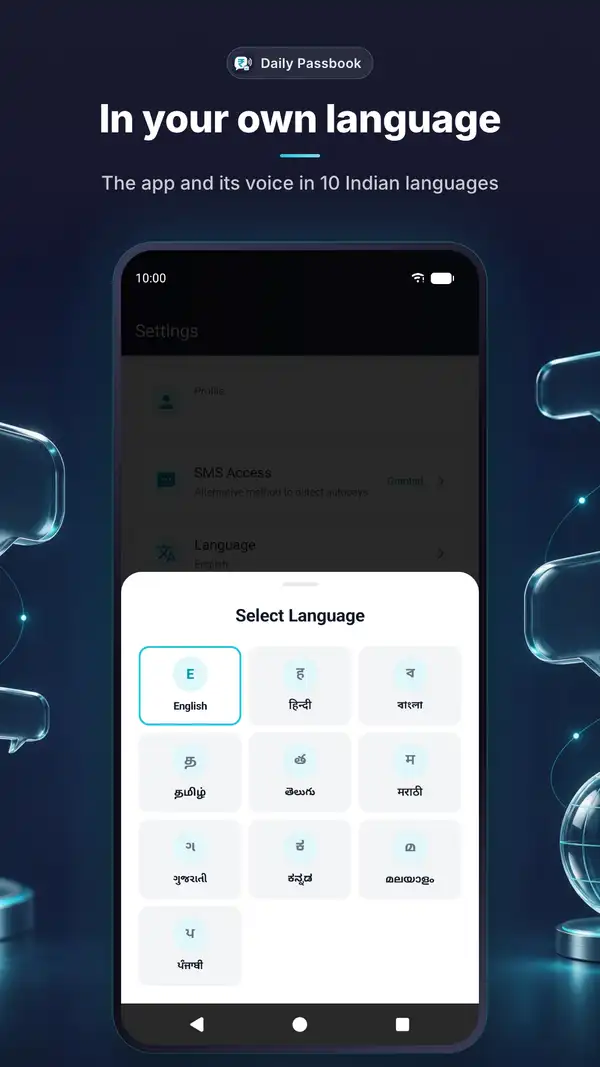 Daily Passbook
In your own language
The app and its voice in 10 Indian languages
10:00
Settings
Profile
SMS Access
Alternative method to detect autopays
Granted
Language
English
Select Language
E
English
ह
हिन्दी
ব
বাংলা
த
தமிழ்
త
తెలుగు
म
मराठी
ગ
ગુજરાતી
ಕ
ಕನ್ನಡ
മ
മലയാളം
ਪ
ਪੰਜਾਬੀ